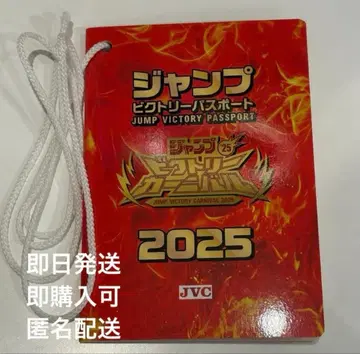 ジャンプ
ビクトリーパスポート
JUMP VICTORY PASSPORT
ジャンプ '25
ビクトリー
カーニバル
JUMP VICTORY CARNIVAL 2025
2025
即日発送
即購入可
匿名配送
JVC